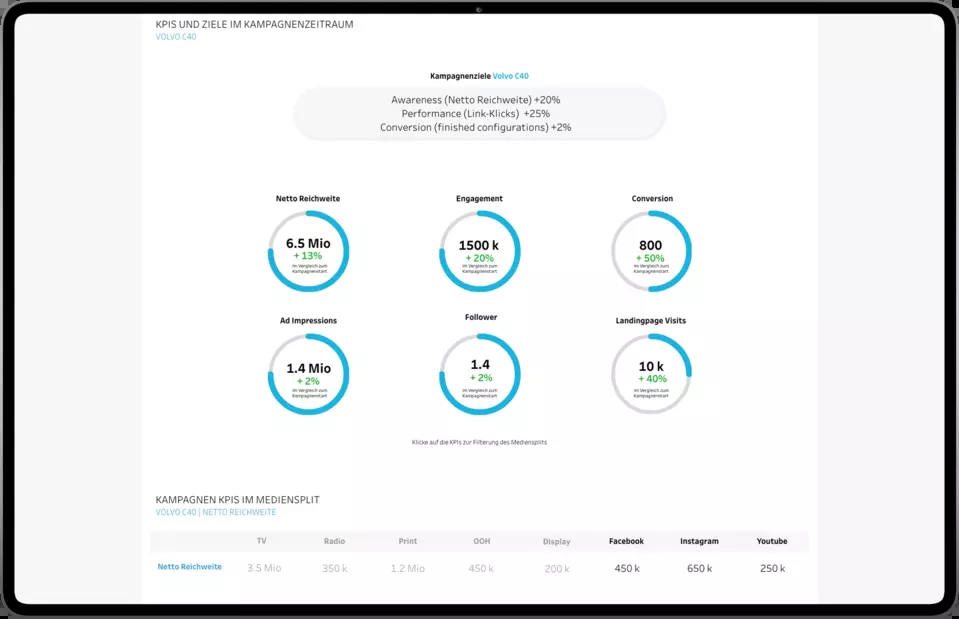 KPIS UND ZIELE IM KAMPAGNENZEITRAUM
VOLVO C40
Kampagnenziele Volvo C40
Awareness (Netto Reichweite) +20%
Performance (Link-Klicks) +25%
Conversion (finished configurations) +2%
Netto Reichweite
6.5 Mio
+ 13%
im Vergleich zum
Kampagnenstart
Engagement
1500 k
+ 20%
im Vergleich zum
Kampagnenstart
Conversion
800
+ 50%
im Vergleich zum
Kampagnenstart
Ad Impressions
1.4 Mio
+ 2%
im Vergleich zum
Kampagnenstart
Follower
1.4
+ 2%
im Vergleich zum
Kampagnenstart
Landingpage Visits
10 k
+ 40%
im Vergleich zum
Kampagnenstart
Klicke auf die KPIs zur Filterung des Mediensplits
KAMPAGNEN KPIS IM MEDIENSPLIT
VOLVO C40 | NETTO REICHWEITE
TV Radio Print OOH Display Facebook Instagram Youtube
Netto Reichweite 3.5 Mio 350 k 1.2 Mio 450 k 200 k 450 k 650 k 250 k